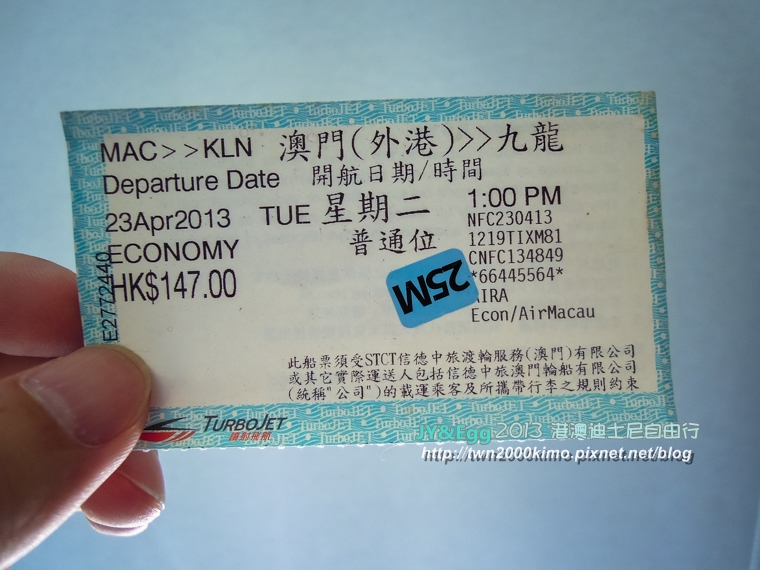 MAC>>KLN 澳門(外港)>>九龍
Departure Date 開航日期/時間
23Apr2013 TUE 星期二 1:00 PM
ECONOMY 普通位
HK$147.00
NFC230413
1219TIXM81
CNFC134849
*66445564*
Econ/AirMacau
25M
E2772440
此船票須受STCT信德中旅渡輪服務(澳門)有限公司
或其它實際運送人包括信德中旅澳門輪船有限公司
(統稱"公司")的載運乘客及所攜帶行李之規則約束
TURBOJET
噴射飛航
JY&Egg 2013 港澳迪士尼自由行
http://twn2000kimo.pixnet.net/blog